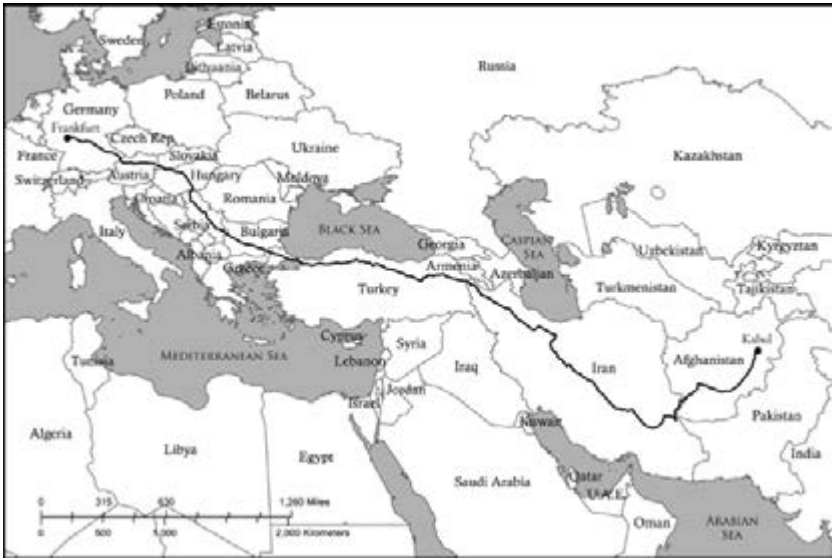 Estonia
Sweden
Latvia
Russia
Lithuania
Poland
Belarus
Germany
Frankfurt
Czech Rep.
Ukraine
France
Slovakia
Kazakhstan
Switzerland
Austria
Hungary
Moldova
Croatia
Romania
Serbia
Italy
Bulgaria
BLACK SEA
Georgia
CASPIAN
SEA
Uzbekistan
Kyrgyztan
Albania
Greece
Armenia
Azerbaijan
Turkmenistan
Tajikistan
Turkey
Kabul
Cyprus
Syria
MEDITERRANEAN SEA
Lebanon
Tunisia
Iraq
Iran
Afghanistan
Jordan
Israel
Pakistan
Kuwait
Algeria
Libya
Egypt
India
Saudi Arabia
Qatar
U.A.E.
0 315 630 1,260 Miles
0 500 1,000 2,000 Kilometers
Oman
ARABIAN
SEA